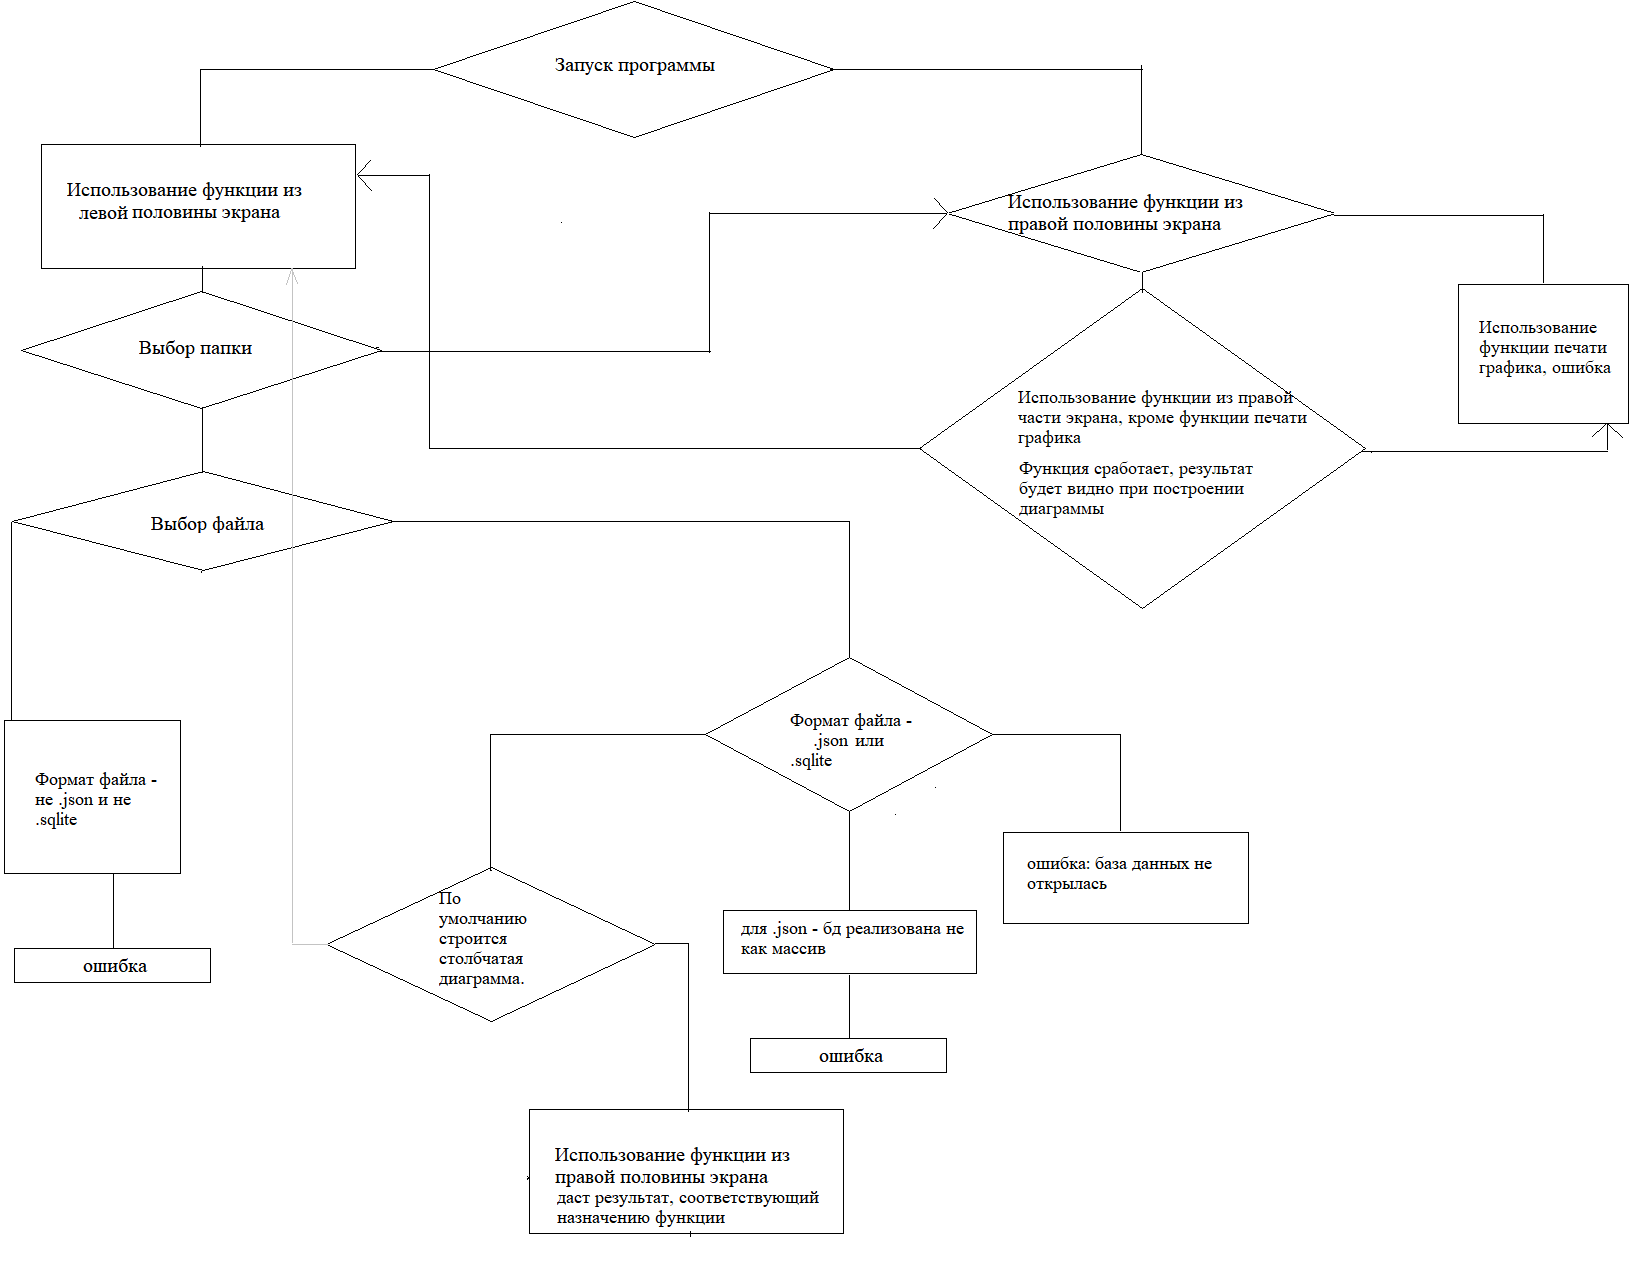 Запуск программы
Использование функции из
левой половины экрана
Использование функции из
правой половины экрана
Выбор папки
Использование
функции печати
графика, ошибка
Использование функции из правой
части экрана, кроме функции печати
графика
Функция сработает, результат
будет видно при построении
диаграммы
Выбор файла
Формат файла -
не .json и не
.sqlite
ошибка
Формат файла -
.json или
.sqlite
По
умолчанию
строится
столбчатая
диаграмма.
для .json - бд реализована не
как массив
ошибка
ошибка: база данных не
открылась
Использование функции из
правой половины экрана
даст результат, соответствующий
назначению функции